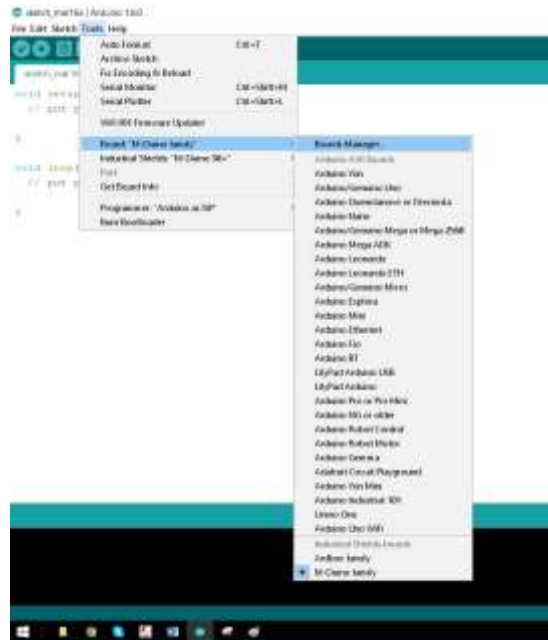 File Edit Sketch Tools Help
Auto Format Ctrl+T
Archive Sketch
Fix Encoding & Reload
Serial Monitor Ctrl+Shift+M
Serial Plotter Ctrl+Shift+L
WiFi101 Firmware Updater
Board: "M-Duino family"
Industrial Shields: "M-Duino
Port
Get Board Info
Programmer: "Arduino as ISP"
Burn Bootloader
void
// put
void loop
// put
Boards Manager...
Arduino AVR Boards
Arduino Yún
Arduino/Genuino Uno
Arduino Duemilanove or Diecimila
Arduino Nano
Arduino/Genuino Mega or Mega 2560
Arduino Mega ADK
Arduino Leonardo
Arduino Leonardo ETH
Arduino/Genuino Micro
Arduino Esplora
Arduino Mini
Arduino Ethernet
Arduino Fio
Arduino BT
LilyPad Arduino USB
LilyPad Arduino
Arduino Pro or Pro Mini
Arduino NG or older
Arduino Robot Control
Arduino Robot Motor
Arduino Gemma
Adafruit Circuit Playground
Arduino Yún Mini
Arduino Industrial 101
Linino One
Arduino Uno WiFi
Industrial Shields boards
Ardbox family
M-Duino family